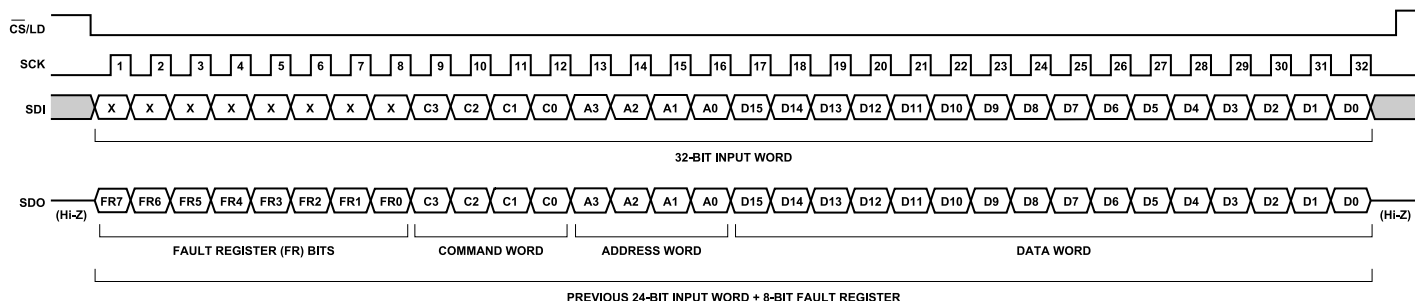 CS/LD
SCK 1 2 3 4 5 6 7 8 9 10 11 12 13 14 15 16 17 18 19 20 21 22 23 24 25 26 27 28 29 30 31 32
SDI X X X X X X X X C3 C2 C1 C0 A3 A2 A1 A0 D15 D14 D13 D12 D11 D10 D9 D8 D7 D6 D5 D4 D3 D2 D1 D0
32-BIT INPUT WORD
SDO FR7 FR6 FR5 FR4 FR3 FR2 FR1 FR0 C3 C2 C1 C0 A3 A2 A1 A0 D15 D14 D13 D12 D11 D10 D9 D8 D7 D6 D5 D4 D3 D2 D1 D0
(Hi-Z) (Hi-Z)
FAULT REGISTER (FR) BITS COMMAND WORD ADDRESS WORD DATA WORD
PREVIOUS 24-BIT INPUT WORD + 8-BIT FAULT REGISTER